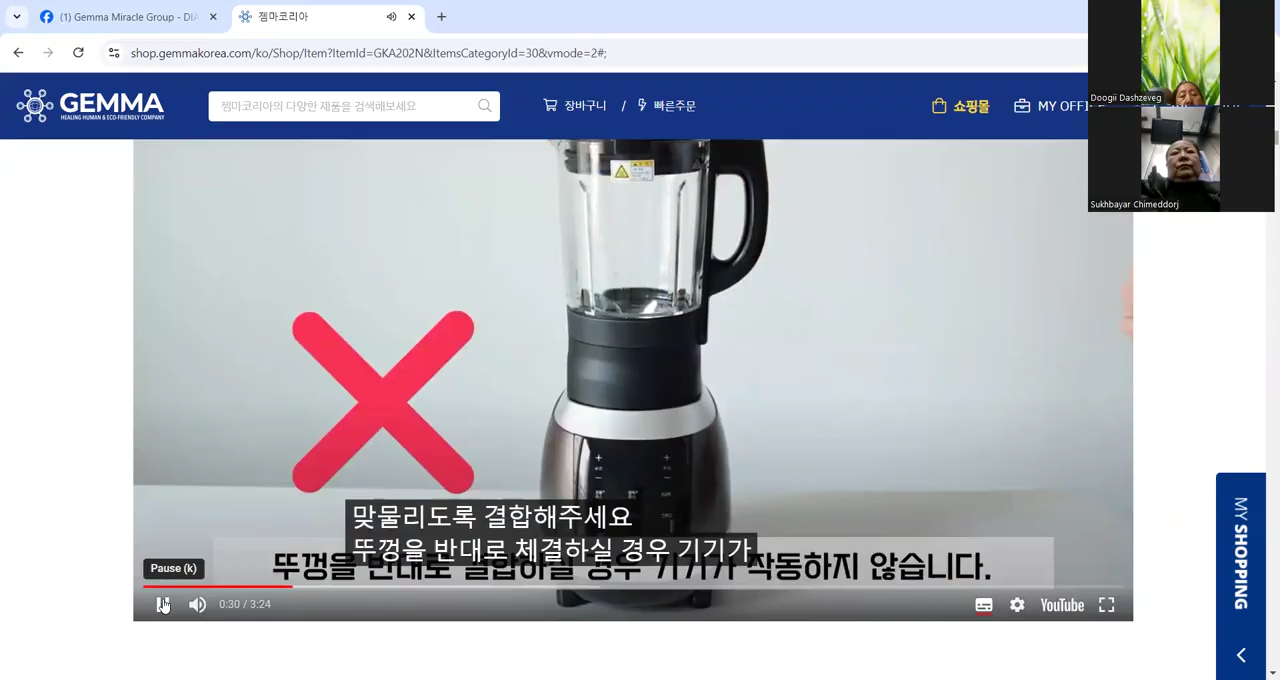 (1) Gemma Miracle Group - DIA
젬마코리아
shop.gemmakorea.com/ko/Shop/Item?ItemId=GKA202N&ItemsCategoryId=30&vmode=2#;
GEMMA
HEALING HUMAN & ECO-FRIENDLY COMPANY
젬마코리아의 다양한 제품을 검색해보세요
장바구니 / 빠른주문
쇼핑몰
MY OFFI
Doogii Dashzeveg
Sukhbayar Chimeddorj
맞물리도록 결합해주세요
뚜껑을 반대로 체결하실 경우 기기가
뚜껑을 반대로 결합하실 경우 기기가 작동하지 않습니다.
Pause (k)
0:30 / 3:24
YouTube
MY SHOPPING